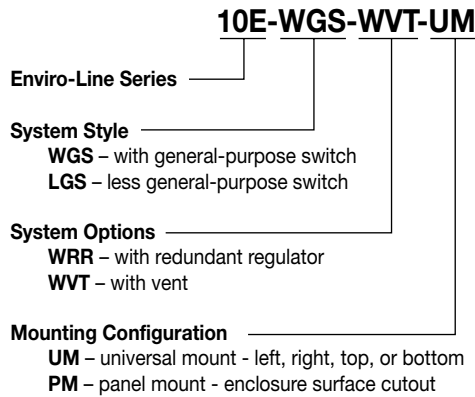 10E-WGS-WVT-UM
Enviro-Line Series
System Style
WGS – with general-purpose switch
LGS – less general-purpose switch
System Options
WRR – with redundant regulator
WVT – with vent
Mounting Configuration
UM – universal mount - left, right, top, or bottom
PM – panel mount - enclosure surface cutout